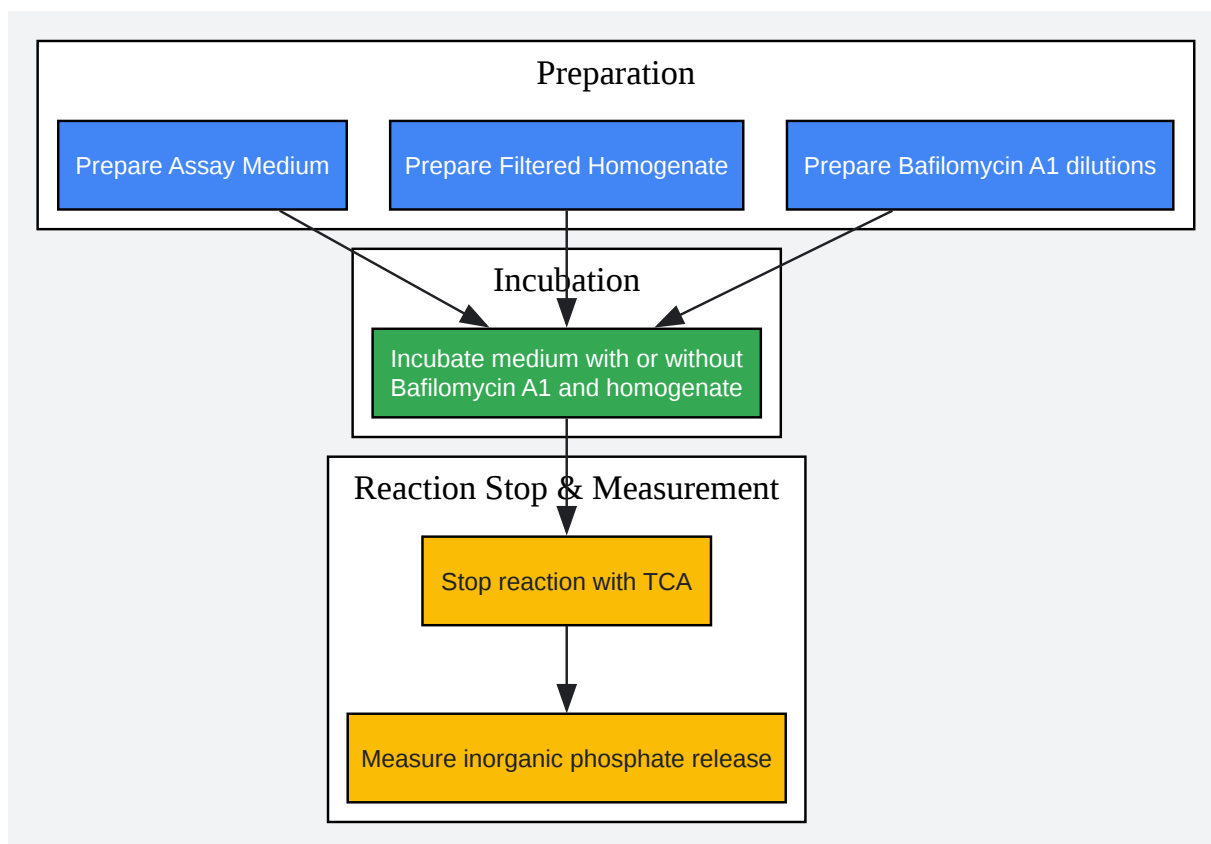 Preparation
Prepare Assay Medium
Prepare Filtered Homogenate
Prepare Bafilomycin A1 dilutions
Incubation
Incubate medium with or without
Bafilomycin A1 and homogenate
Reaction Stop & Measurement
Stop reaction with TCA
Measure inorganic phosphate release